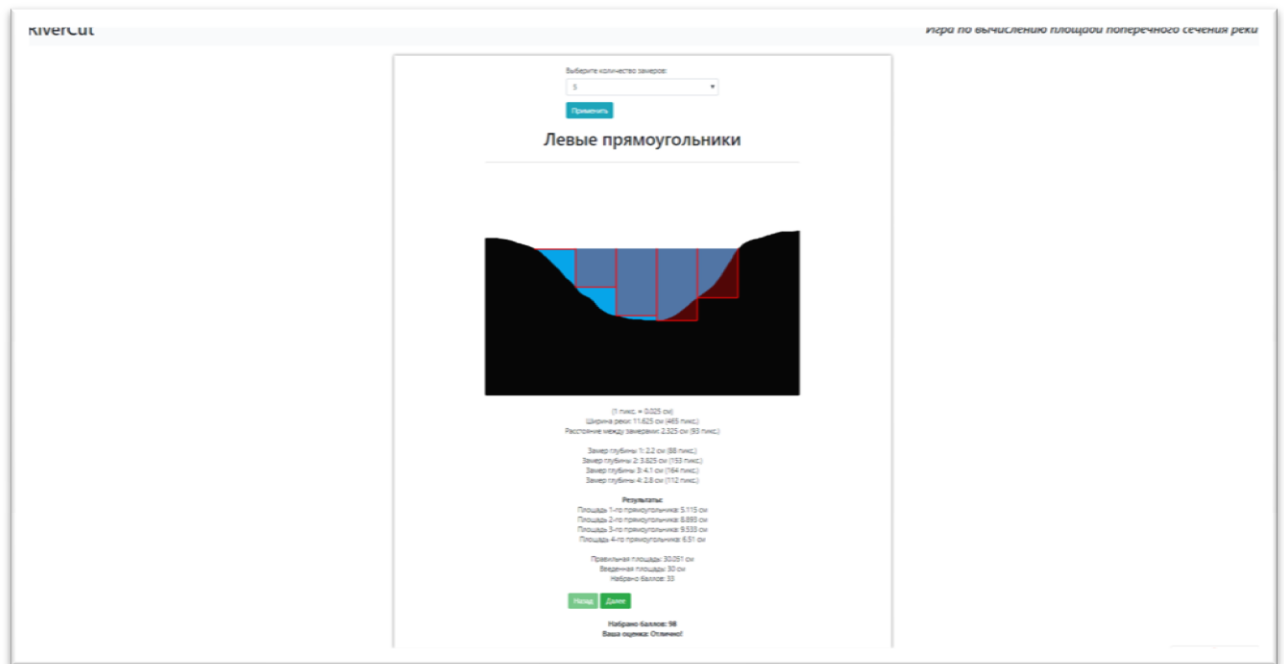 RiverCut
Игра по вычислению площади поперечного сечения реки
Выберите количество замеров:
5
Применить
Левые прямоугольники
(1 пикс. = 0.025 см)
Ширина реки: 11.625 см (465 пикс.)
Расстояние между замерами: 2.325 см (93 пикс.)
Замер глубины 1: 2.2 см (88 пикс.)
Замер глубины 2: 3.825 см (153 пикс.)
Замер глубины 3: 4.1 см (164 пикс.)
Замер глубины 4: 2.8 см (112 пикс.)
Результаты:
Площадь 1-го прямоугольника: 5.115 см
Площадь 2-го прямоугольника: 8.893 см
Площадь 3-го прямоугольника: 9.533 см
Площадь 4-го прямоугольника: 6.51 см
Правильная площадь: 30.051 см
Введенная площадь: 30 см
Набрано баллов: 33
Назад Далее
Набрано баллов: 98
Ваша оценка: Отлично!